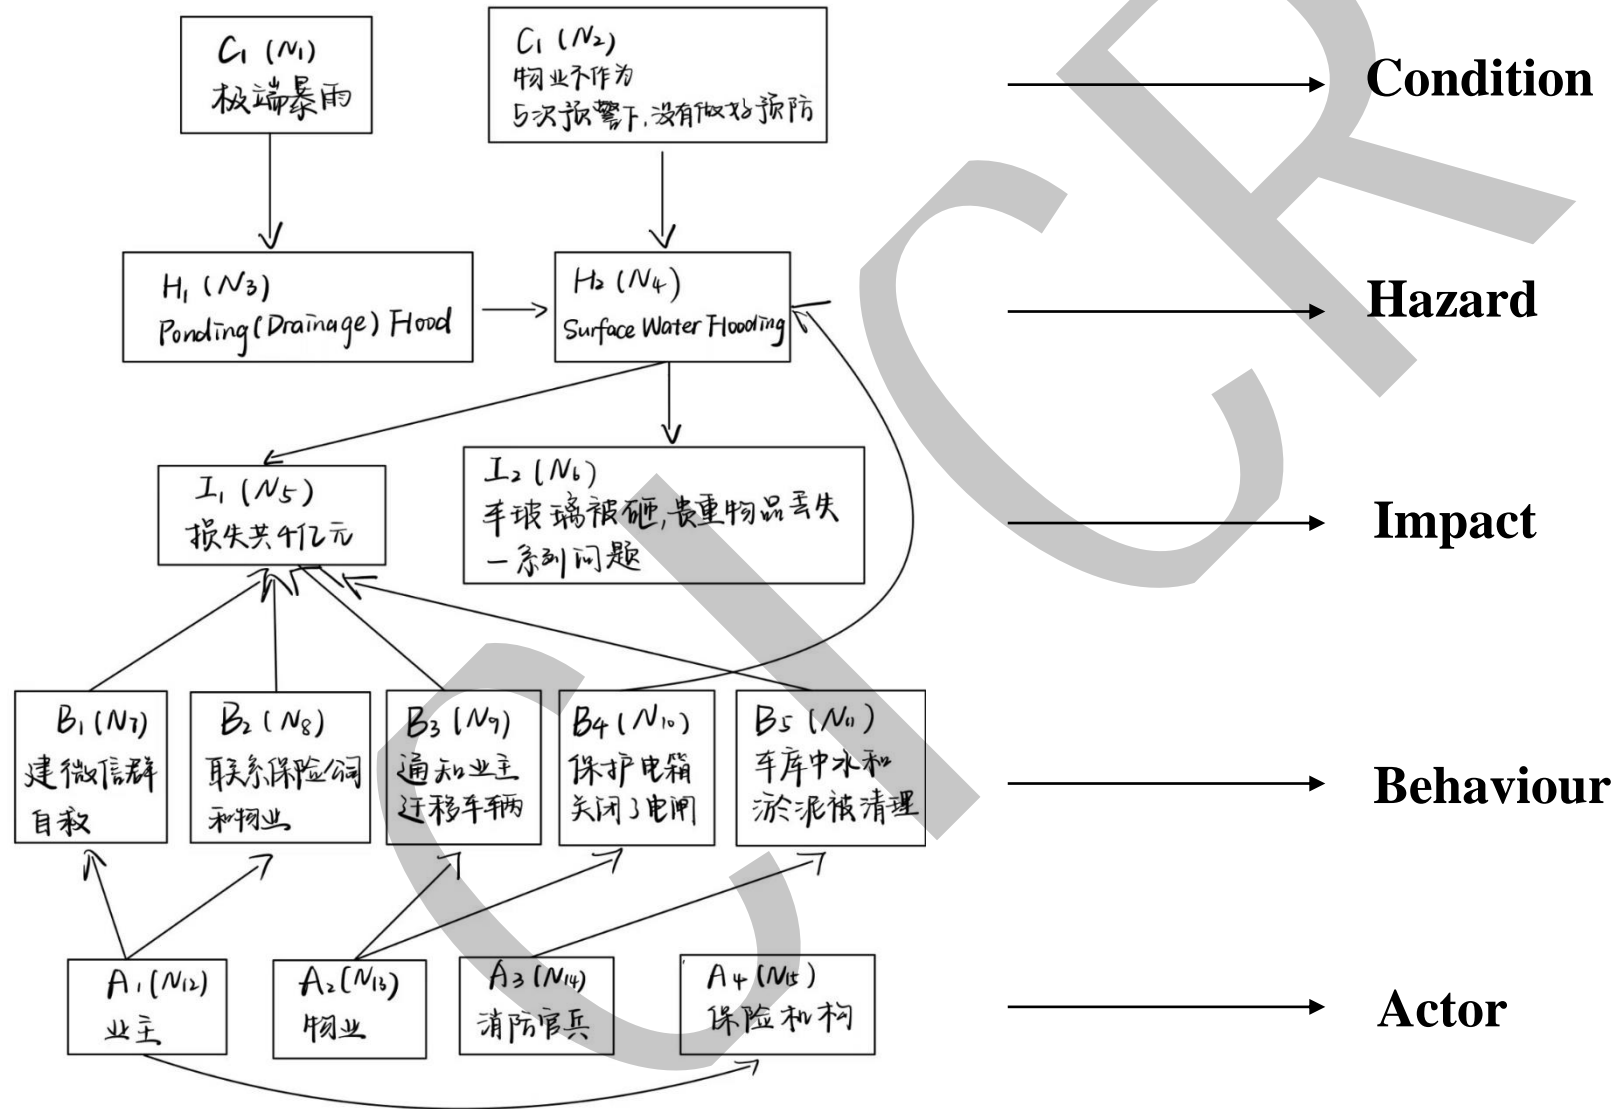 C₁ (N₁)
极端暴雨
C₁ (N₂)
物业不作为
5次预警下,没有做好预防
Condition
H₁ (N₃)
Ponding(Drainage) Flood
H₂ (N₄)
Surface Water Flooding
Hazard
I₁ (N₅)
损失共4亿元
I₂ (N₆)
车玻璃被砸,贵重物品丢失
一系列问题
Impact
B₁ (N₇)
建微信群
自救
B₂ (N₈)
联系保险公司
和物业
B₃ (N₉)
通知业主
迁移车辆
B₄ (N₁₀)
保护电箱
关闭了电闸
B₅ (N₁₁)
车库中水和
淤泥被清理
Behaviour
A₁ (N₁₂)
业主
A₂ (N₁₃)
物业
A₃ (N₁₄)
消防官兵
A₄ (N₁₅)
保险机构
Actor
CICR